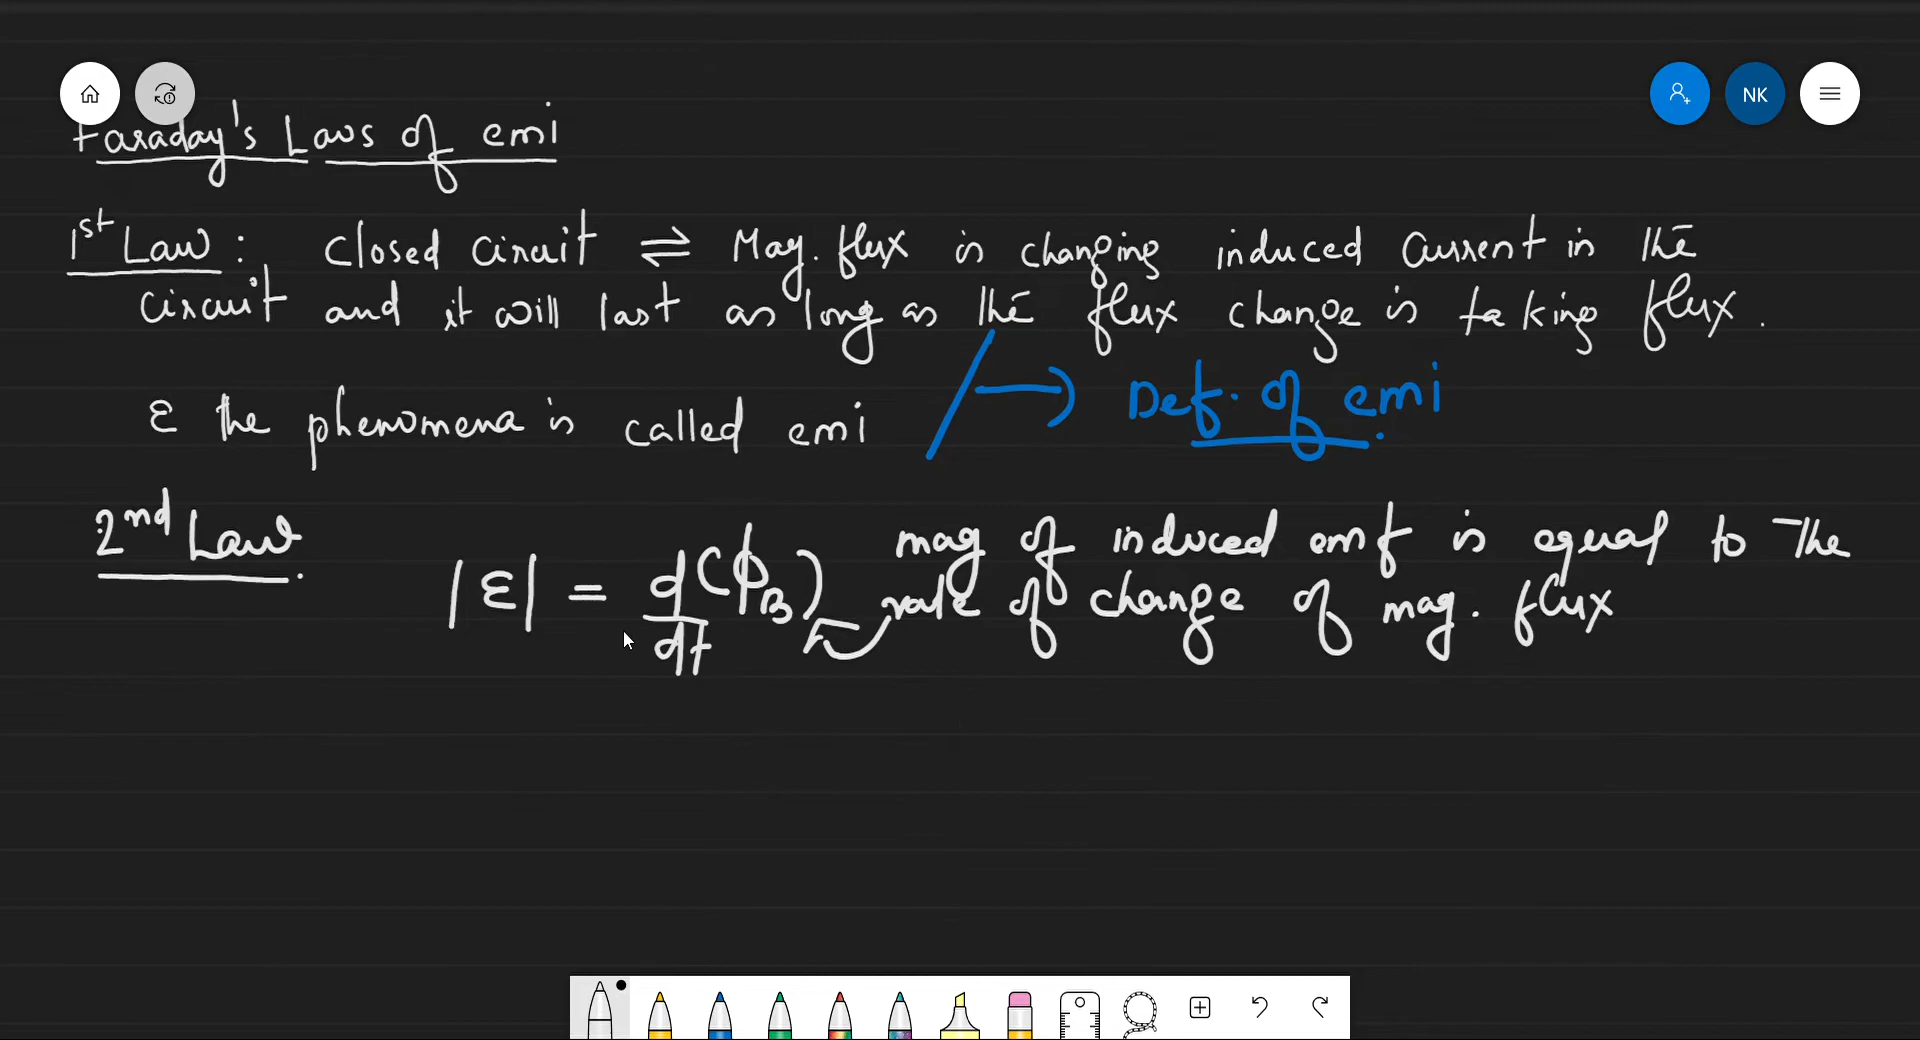 NK
Faraday's Laws of emi
1st Law : Closed Circuit ⇌ Mag. flux is changing induced Current in the
circuit and it will last as long as the flux change is taking flux.
& the phenomena is called emi
Def. of emi
2nd Law
|ε| = d(ϕB)/dt
mag of induced emf is equal to the
rate of change of mag. flux